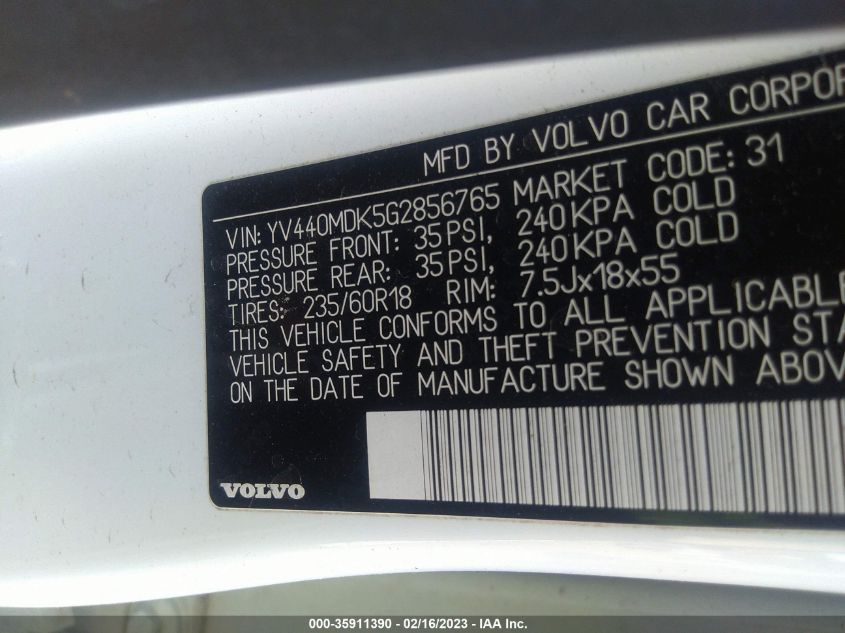 MFD BY VOLVO CAR CORPOR
VIN: YV440MDK5G2856765 MARKET CODE: 31
PRESSURE FRONT: 35 PSI, 240 KPA COLD
PRESSURE REAR: 35 PSI, 240 KPA COLD
TIRES: 235/60R18 RIM: 7.5Jx18x55
THIS VEHICLE CONFORMS TO ALL APPLICABLE
VEHICLE SAFETY AND THEFT PREVENTION STA
ON THE DATE OF MANUFACTURE SHOWN ABOV
VOLVO
000-35911390 - 02/16/2023 - IAA Inc.